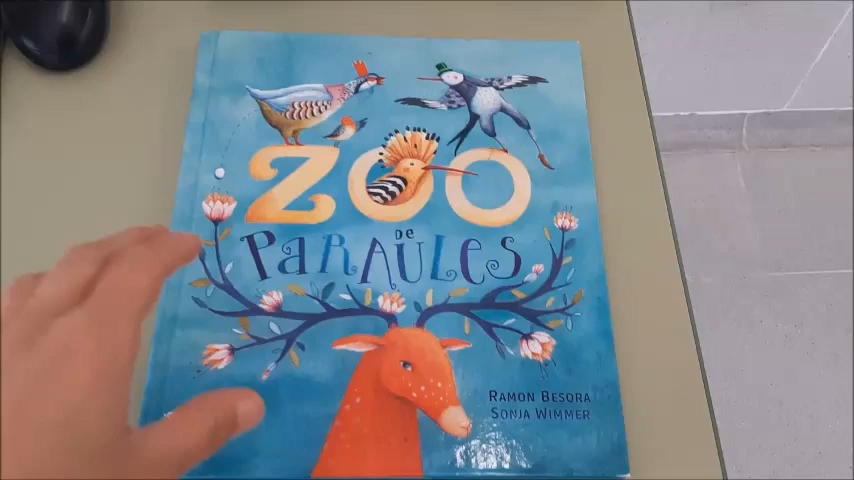 ZOO
DE
PARAULES
RAMON BESORA
SONJA WIMMER